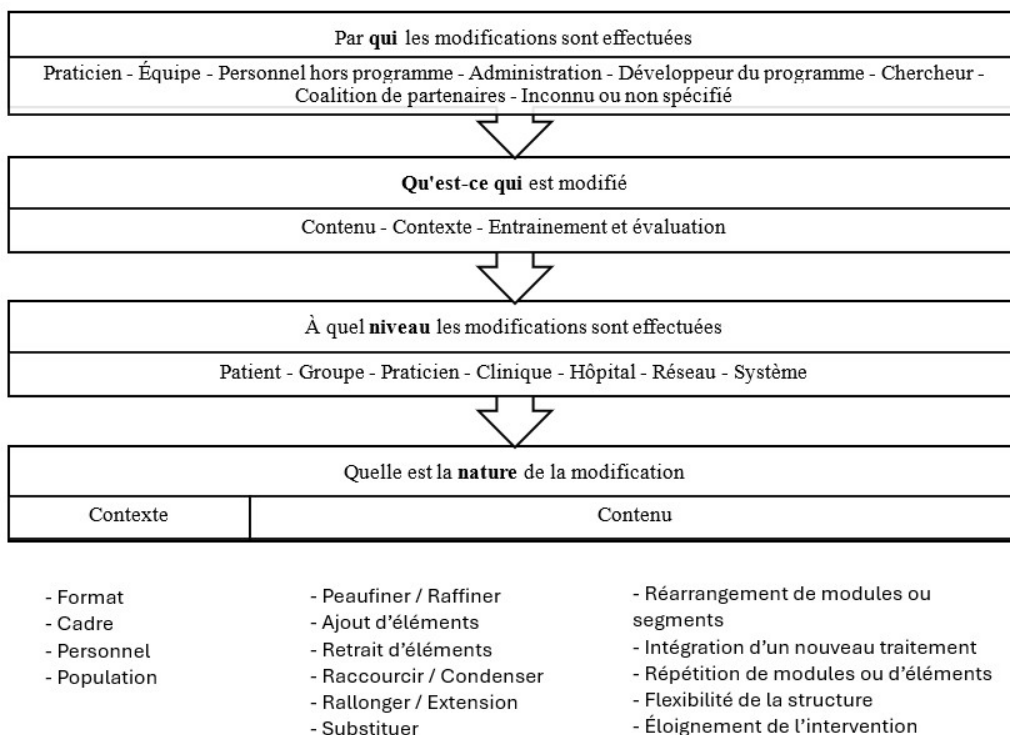 Par qui les modifications sont effectuées
Praticien - Équipe - Personnel hors programme - Administration - Développeur du programme - Chercheur -
Coalition de partenaires - Inconnu ou non spécifié
Qu'est-ce qui est modifié
Contenu - Contexte - Entrainement et évaluation
À quel niveau les modifications sont effectuées
Patient - Groupe - Praticien - Clinique - Hôpital - Réseau - Système
Quelle est la nature de la modification
Contexte
Contenu
- Format
- Cadre
- Personnel
- Population
- Peaufiner / Raffiner
- Ajout d'éléments
- Retrait d'éléments
- Raccourcir / Condenser
- Rallonger / Extension
- Substituer
- Réarrangement de modules ou
segments
- Intégration d'un nouveau traitement
- Répétition de modules ou d'éléments
- Flexibilité de la structure
- Éloignement de l'intervention